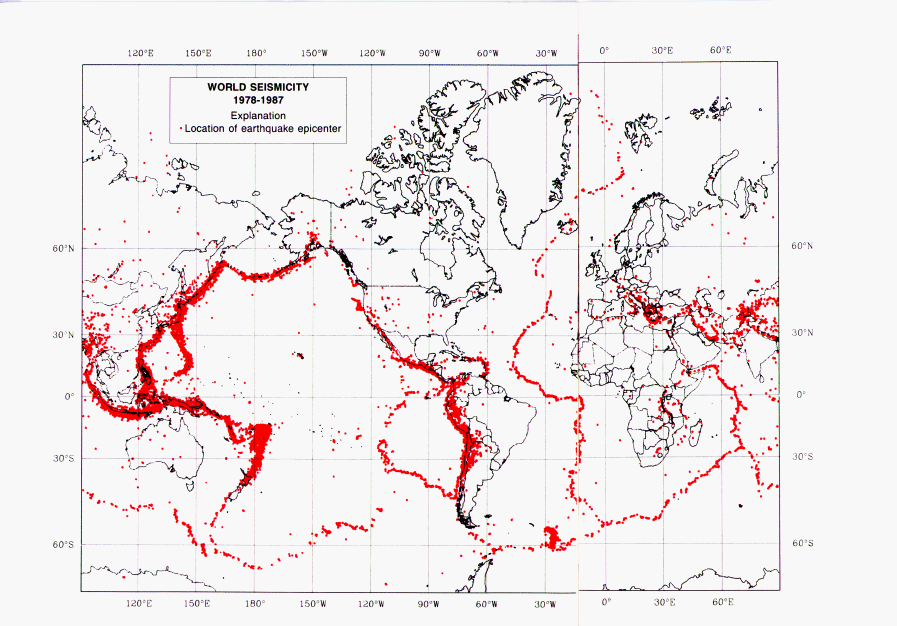 120°E 150°E 180° 150°W 120°W 90°W 60°W 30°W 0° 30°E 60°E
WORLD SEISMICITY
1978-1987
Explanation
• Location of earthquake epicenter
60°N 60°N
30°N 30°N
0° 0°
30°S 30°S
60°S 60°S
120°E 150°E 180° 150°W 120°W 90°W 60°W 30°W 0° 30°E 60°E